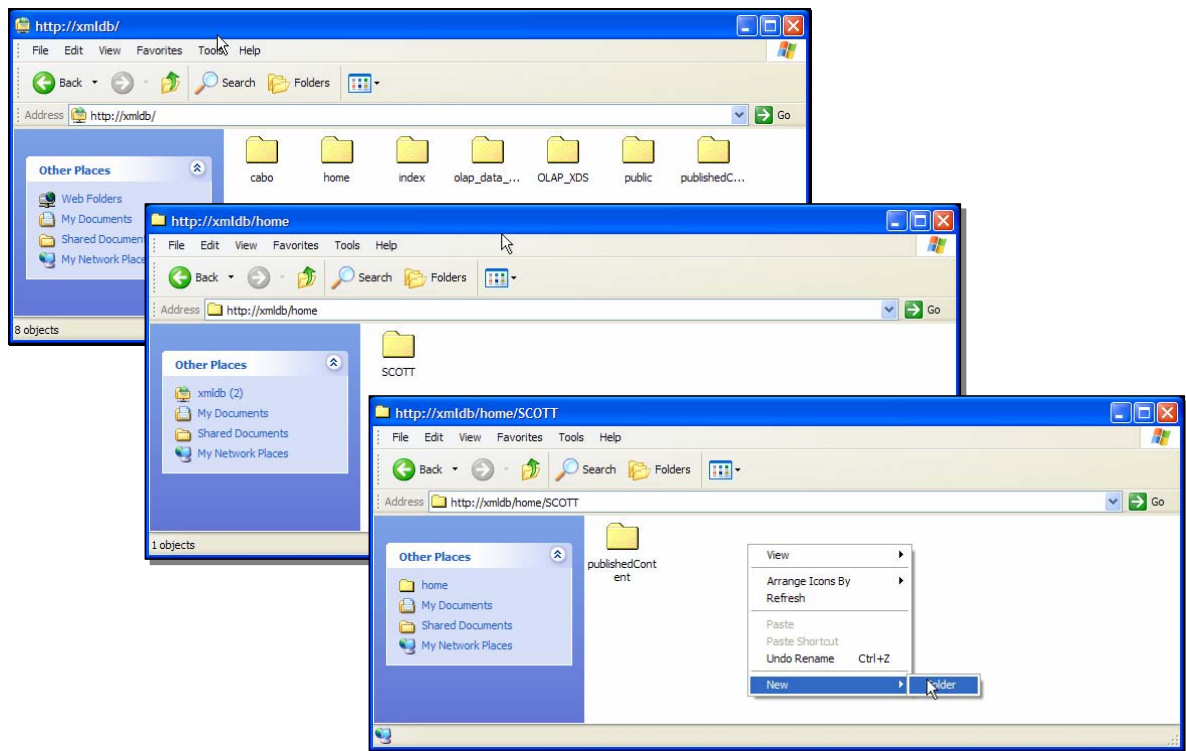 http://xmldb/
File Edit View Favorites Tools Help
Back Search Folders
Address http://xmldb/ Go
Other Places
Web Folders
My Documents
Shared Documen
My Network Place
cabo home index olap_data_... OLAP_XDS public publishedC...
8 objects
http://xmldb/home
File Edit View Favorites Tools Help
Back Search Folders
Address http://xmldb/home Go
Other Places
xmldb (2)
My Documents
Shared Documents
My Network Places
SCOTT
1 objects
http://xmldb/home/SCOTT
File Edit View Favorites Tools Help
Back Search Folders
Address http://xmldb/home/SCOTT Go
Other Places
home
My Documents
Shared Documents
My Network Places
publishedCont
ent
View
Arrange Icons By
Refresh
Paste
Paste Shortcut
Undo Rename Ctrl+Z
New
Folder